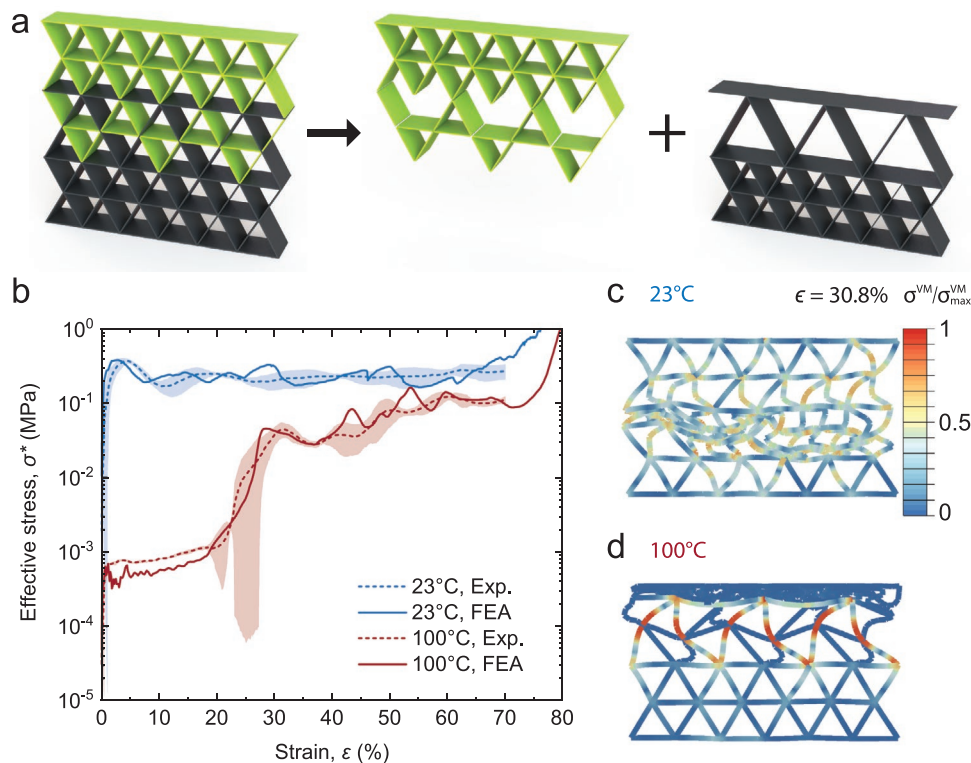 a
+
b
Effective stress, σ* (MPa)
10⁰
10⁻¹
10⁻²
10⁻³
10⁻⁴
10⁻⁵
0 10 20 30 40 50 60 70 80
Strain, ε (%)
23°C, Exp.
23°C, FEA
100°C, Exp.
100°C, FEA
c 23°C ϵ = 30.8% σ^VM/σ^VM_max
1
0.5
0
d 100°C